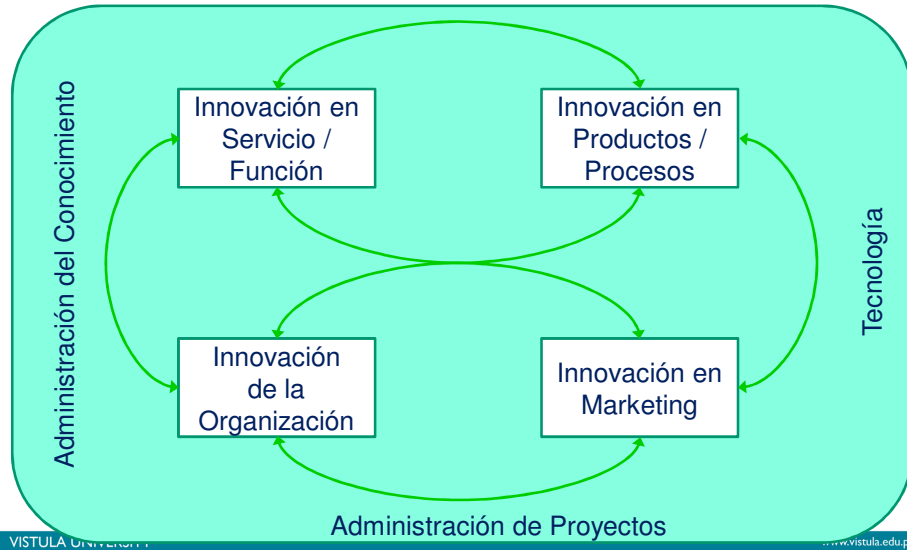 Administración del Conocimiento
Innovación en
Servicio /
Función
Innovación en
Productos /
Procesos
Tecnología
Innovación
de la
Organización
Innovación en
Marketing
Administración de Proyectos
VISTULA UNIVERSITY
www.vistula.edu.p